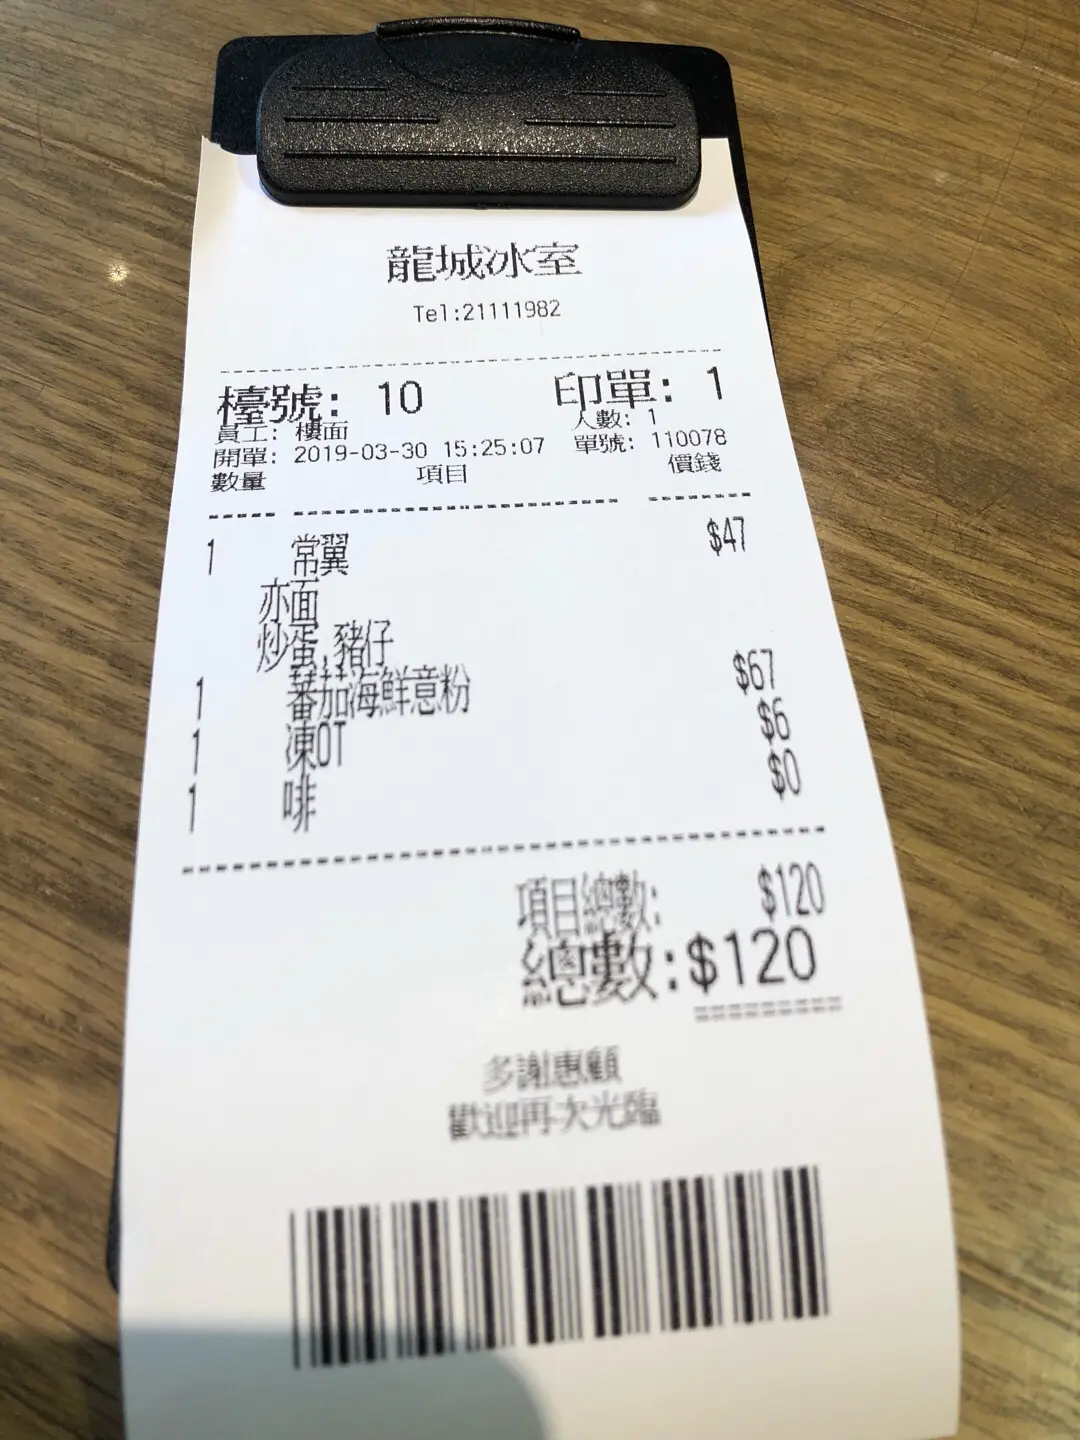 龍城冰室
Tel:21111982
檯號: 10 印單: 1
員工: 樓面 人數: 1
開單: 2019-03-30 15:25:07 單號: 110078
數量 項目 價錢
1 常翼 $47
亦面
炒蛋,豬仔
1 蕃茄海鮮意粉 $67
1 凍OT $6
1 啡 $0
項目總數: $120
總數:$120
多謝惠顧
歡迎再次光臨